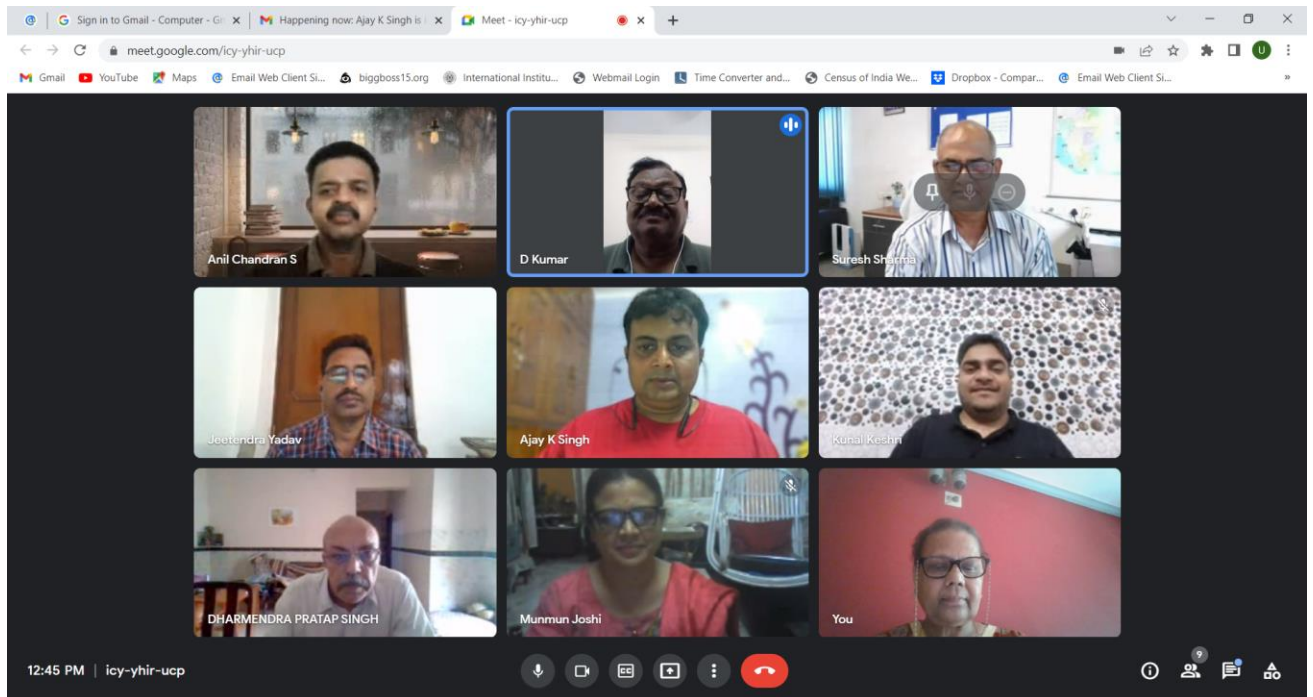 Sign in to Gmail - Computer - G
Happening now: Ajay K Singh is
Meet - icy-yhir-ucp
meet.google.com/icy-yhir-ucp
U
Gmail
YouTube
Maps
Email Web Client Si...
biggboss15.org
International Institu...
Webmail Login
Time Converter and...
Census of India We...
Dropbox - Compar...
Email Web Client Si...
Anil Chandran S
D Kumar
Suresh Sharma
Jeetendra Yadav
Ajay K Singh
Kunal Keshri
DHARMENDRA PRATAP SINGH
Munmun Joshi
You
12:45 PM | icy-yhir-ucp
CC
9